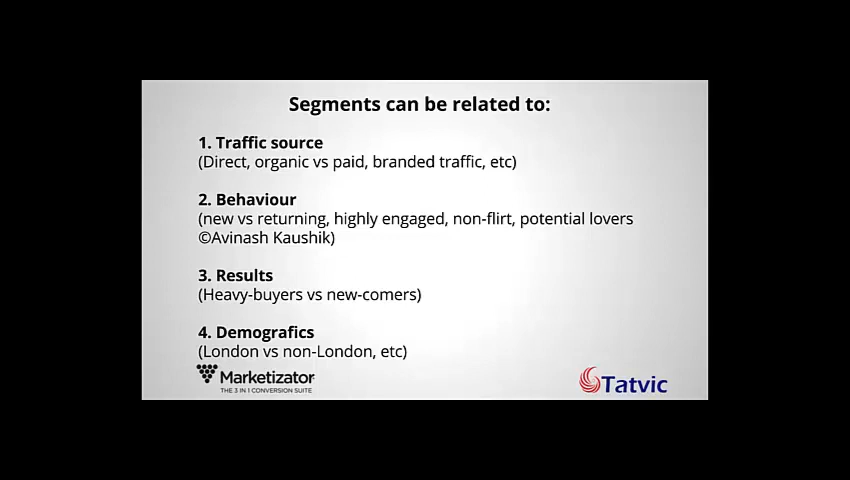 Segments can be related to:
1. Traffic source
(Direct, organic vs paid, branded traffic, etc)
2. Behaviour
(new vs returning, highly engaged, non-flirt, potential lovers
©Avinash Kaushik)
3. Results
(Heavy-buyers vs new-comers)
4. Demografics
(London vs non-London, etc)
Marketizator
THE 3 IN 1 CONVERSION SUITE
Tatvic